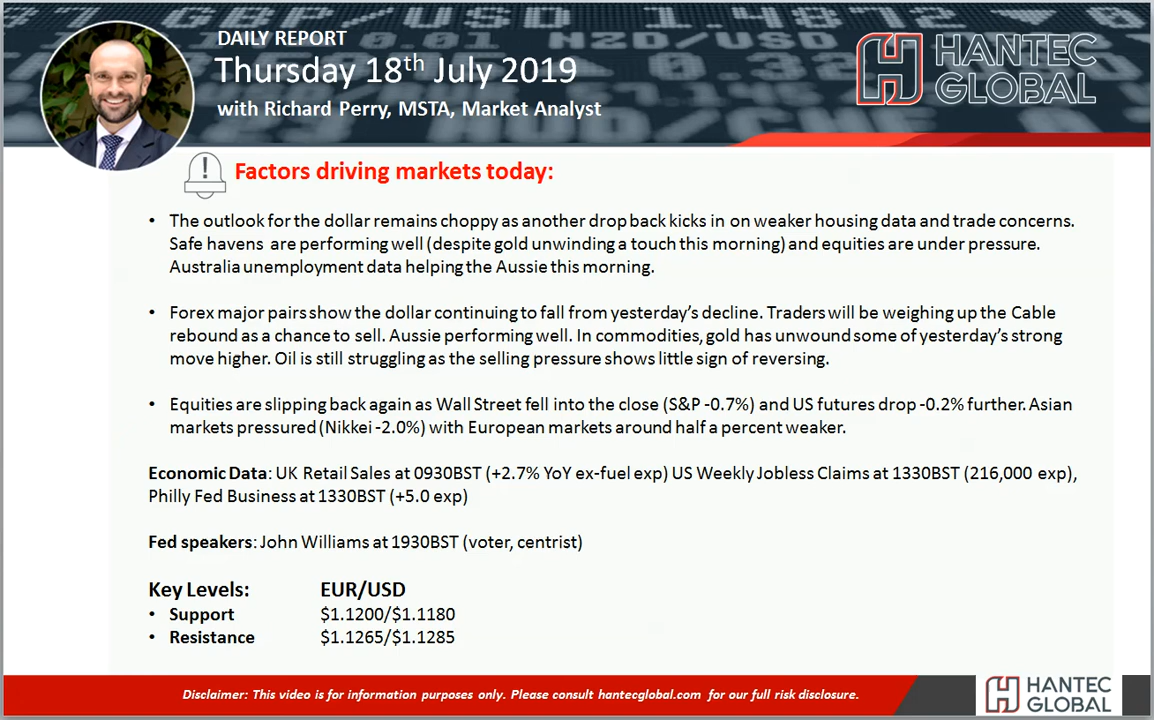 GBP/USD 1.4872
0.01 NZD/USD
AUD/CHF
DAILY REPORT
Thursday 18th July 2019
with Richard Perry, MSTA, Market Analyst
HANTEC
GLOBAL
! Factors driving markets today:
• The outlook for the dollar remains choppy as another drop back kicks in on weaker housing data and trade concerns.
Safe havens are performing well (despite gold unwinding a touch this morning) and equities are under pressure.
Australia unemployment data helping the Aussie this morning.
• Forex major pairs show the dollar continuing to fall from yesterday's decline. Traders will be weighing up the Cable
rebound as a chance to sell. Aussie performing well. In commodities, gold has unwound some of yesterday's strong
move higher. Oil is still struggling as the selling pressure shows little sign of reversing.
• Equities are slipping back again as Wall Street fell into the close (S&P -0.7%) and US futures drop -0.2% further. Asian
markets pressured (Nikkei -2.0%) with European markets around half a percent weaker.
Economic Data: UK Retail Sales at 0930BST (+2.7% YoY ex-fuel exp) US Weekly Jobless Claims at 1330BST (216,000 exp),
Philly Fed Business at 1330BST (+5.0 exp)
Fed speakers: John Williams at 1930BST (voter, centrist)
Key Levels: EUR/USD
• Support $1.1200/$1.1180
• Resistance $1.1265/$1.1285
Disclaimer: This video is for information purposes only. Please consult hantecglobal.com for our full risk disclosure.
HANTEC
GLOBAL